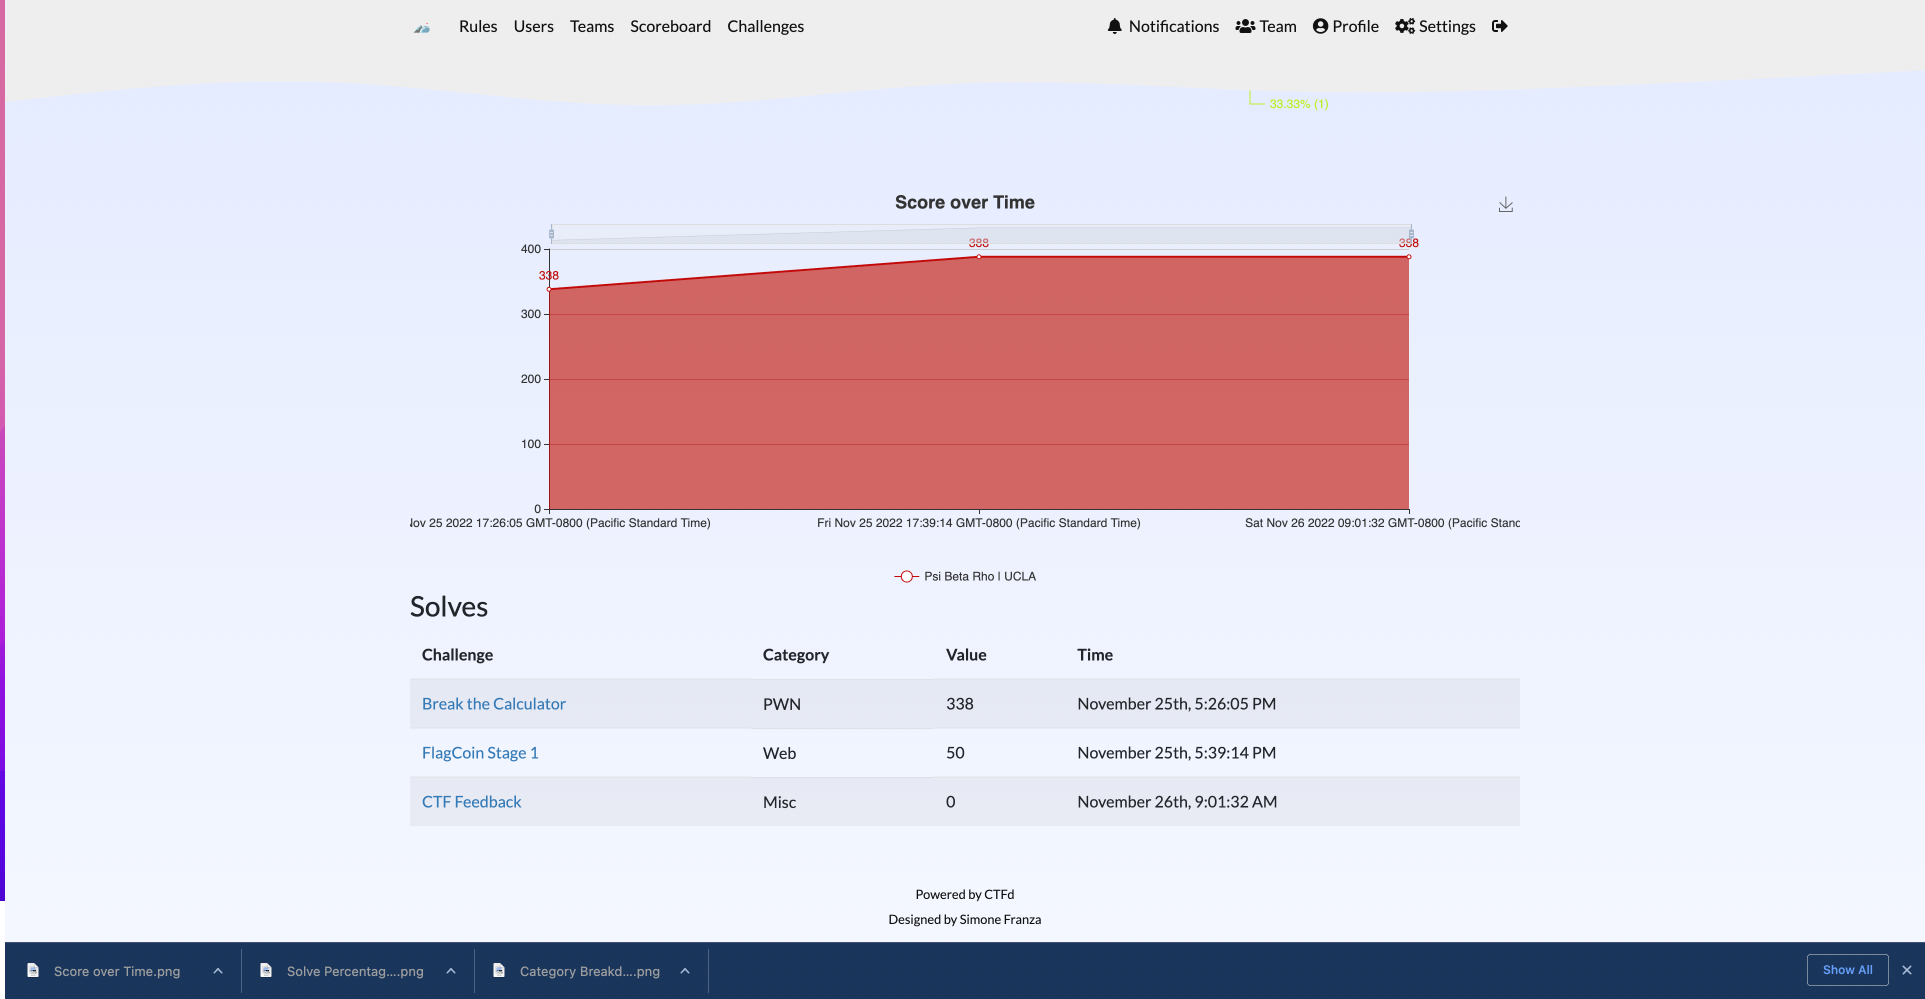 Rules Users Teams Scoreboard Challenges Notifications Team Profile Settings
33.33% (1)
Score over Time
400
338
388
388
300
200
100
0
Nov 25 2022 17:26:05 GMT-0800 (Pacific Standard Time) Fri Nov 25 2022 17:39:14 GMT-0800 (Pacific Standard Time) Sat Nov 26 2022 09:01:32 GMT-0800 (Pacific Stanc
Psi Beta Rho | UCLA
Solves
Challenge Category Value Time
Break the Calculator PWN 338 November 25th, 5:26:05 PM
FlagCoin Stage 1 Web 50 November 25th, 5:39:14 PM
CTF Feedback Misc 0 November 26th, 9:01:32 AM
Powered by CTFd
Designed by Simone Franza
Score over Time.png Solve Percentag....png Category Breakd....png Show All